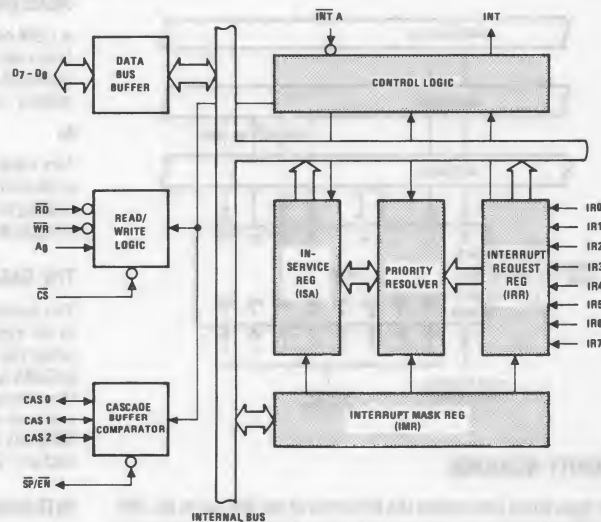 INT A
INT
DATA
BUS
BUFFER
D7 - D0
CONTROL LOGIC
RD
WR
A0
READ/
WRITE
LOGIC
CS
IN-
SERVICE
REG
(ISA)
PRIORITY
RESOLVER
INTERRUPT
REQUEST
REG
(IRR)
IR0
IR1
IR2
IR3
IR4
IR5
IR6
IR7
CAS 0
CAS 1
CAS 2
CASCADE
BUFFER
COMPARATOR
SP/EN
INTERRUPT MASK REG
(IMR)
INTERNAL BUS